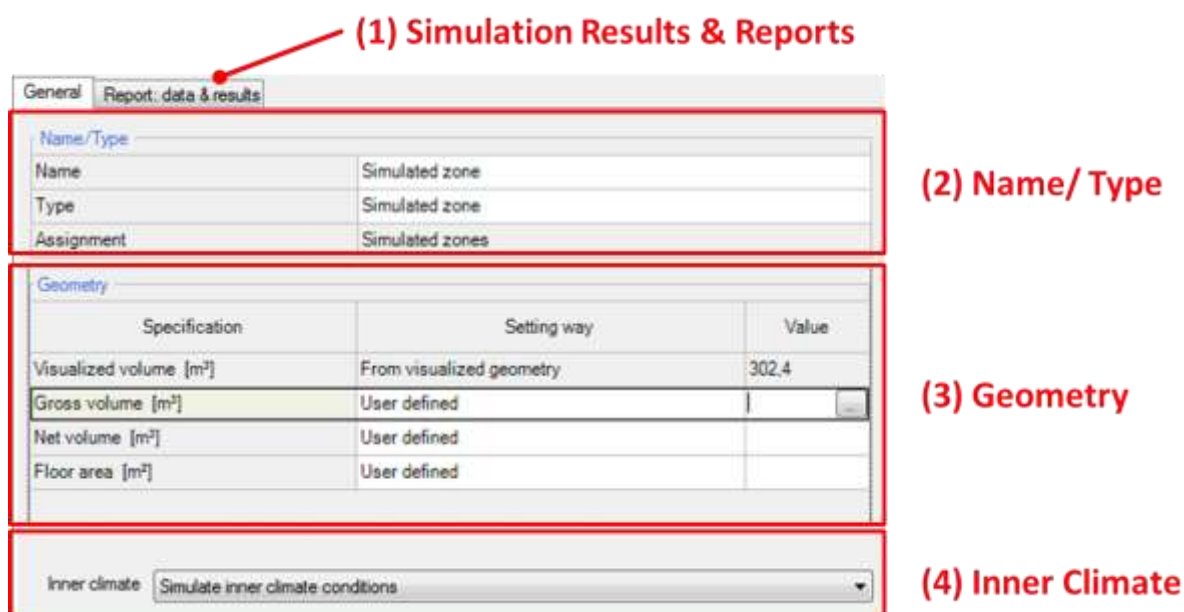 (1) Simulation Results & Reports
General Report: data & results
Name/Type
Name Simulated zone
Type Simulated zone
Assignment Simulated zones
(2) Name/ Type
Geometry
Specification Setting way Value
Visualized volume [m³] From visualized geometry 302,4
Gross volume [m³] User defined ...
Net volume [m³] User defined
Floor area [m²] User defined
(3) Geometry
Inner climate Simulate inner climate conditions
(4) Inner Climate